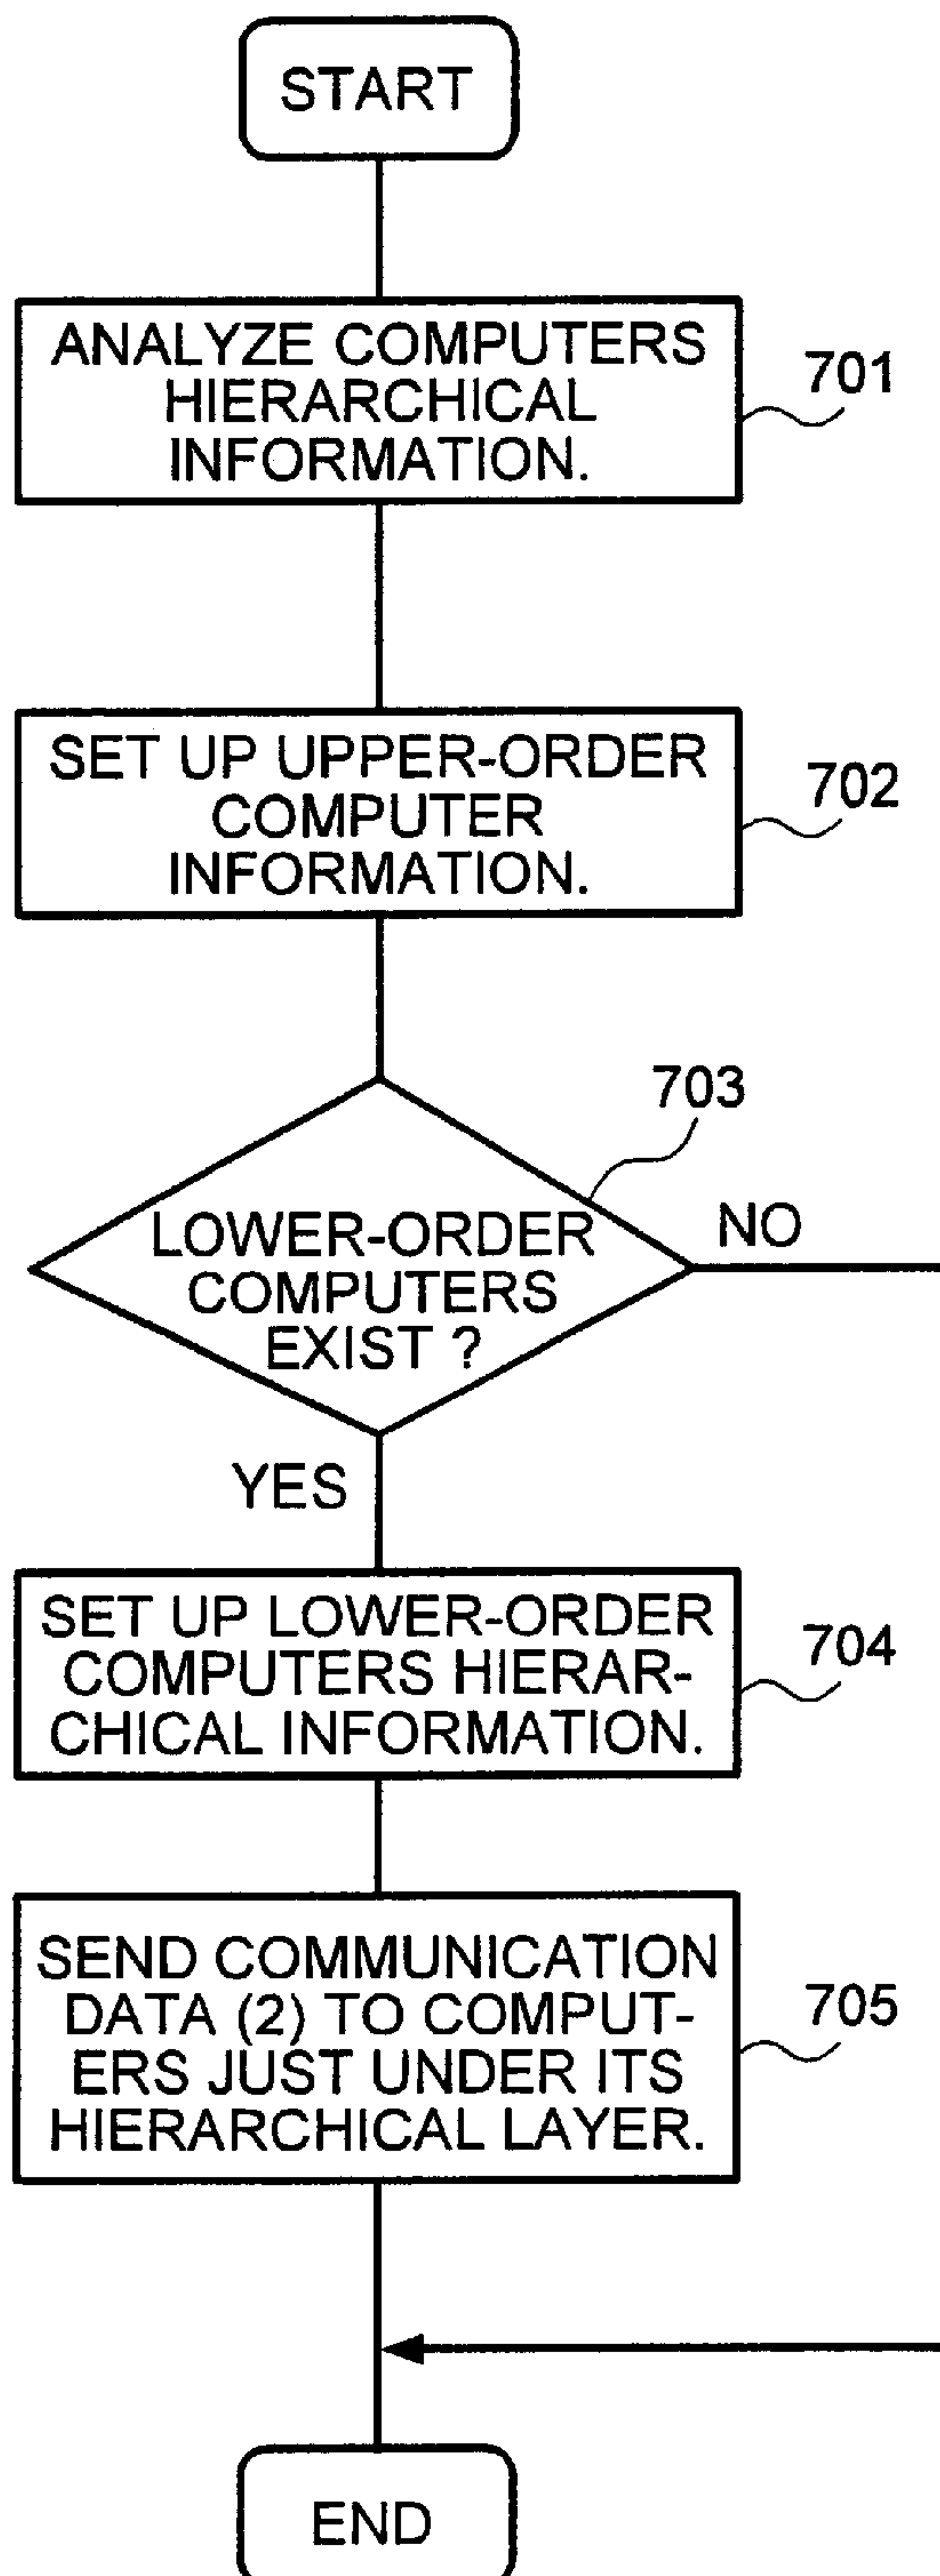 START
ANALYZE COMPUTERS
HIERARCHICAL
INFORMATION.
701
SET UP UPPER-ORDER
COMPUTER
INFORMATION.
702
703
LOWER-ORDER
COMPUTERS
EXIST ?
NO
YES
SET UP LOWER-ORDER
COMPUTERS HIERAR-
CHICAL INFORMATION.
704
SEND COMMUNICATION
DATA (2) TO COMPUT-
ERS JUST UNDER ITS
HIERARCHICAL LAYER.
705
END